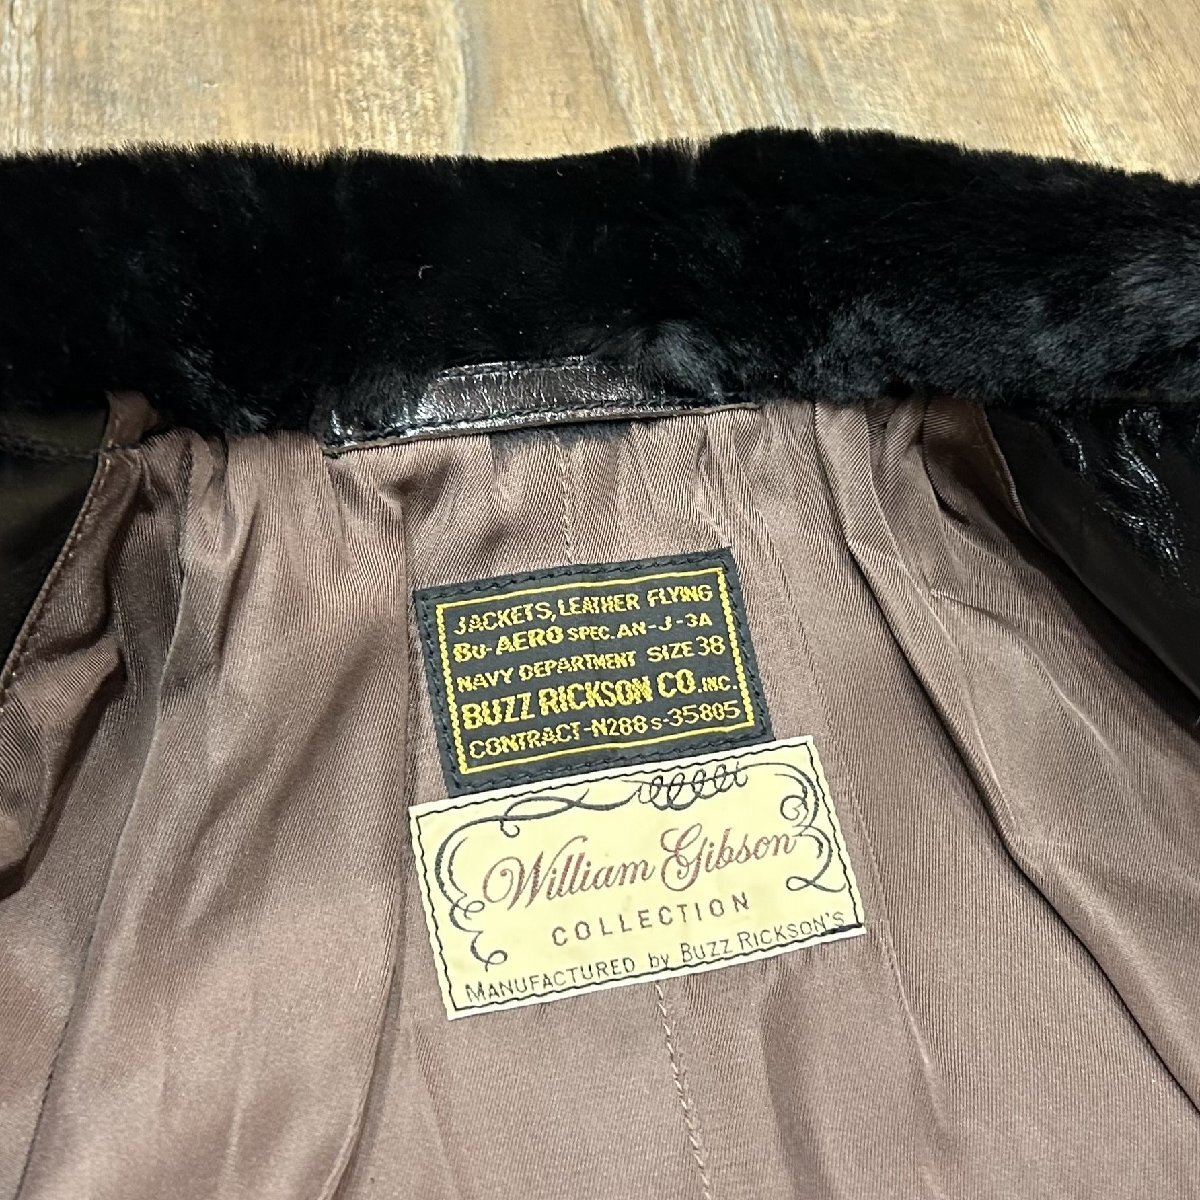 JACKETS, LEATHER FLYING
BU-AERO SPEC. AN-J-3A
NAVY DEPARTMENT SIZE 38
BUZZ RICKSON CO. INC.
CONTRACT-N288s-35805
William Gibson
COLLECTION
MANUFACTURED by BUZZ RICKSON'S